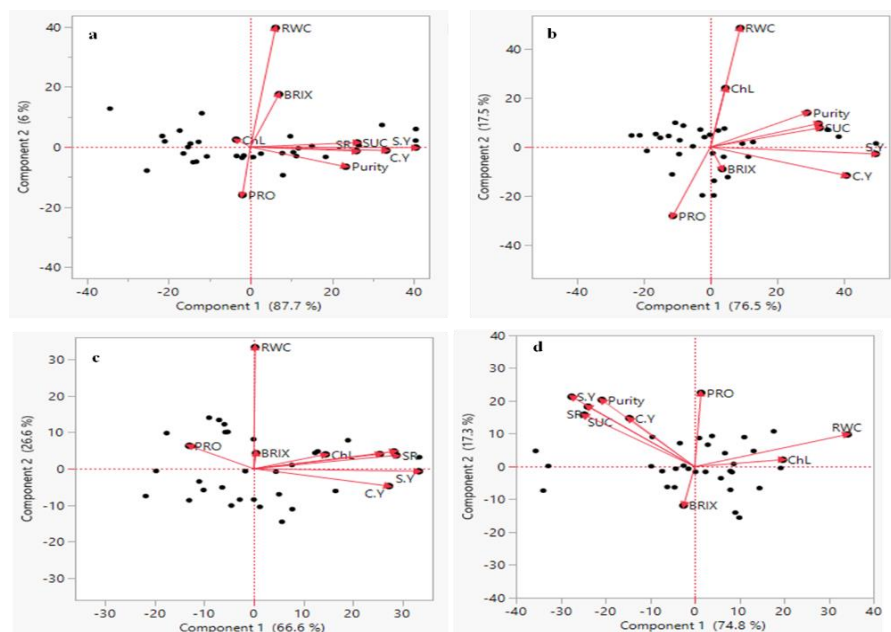 a
40
20
0
-20
-40
-40
-20
0
20
40
Component 2 (6 %)
Component 1 (87.7 %)
RWC
BRIX
ChL
SR
SUC
S.Y
C.Y
Purity
PRO
b
40
20
0
-20
-40
-40
-20
0
20
40
60
Component 2 (17.5 %)
Component 1 (76.5 %)
RWC
ChL
Purity
SUC
S.Y
BRIX
C.Y
PRO
c
30
20
10
0
-10
-20
-30
-30
-20
-10
0
10
20
30
Component 2 (26.6 %)
Component 1 (66.6 %)
RWC
PRO
BRIX
ChL
SR
S.Y
C.Y
d
40
30
20
10
0
-10
-20
-30
-40
-40
-30
-20
-10
0
10
20
30
40
Component 2 (17.3 %)
Component 1 (74.8 %)
S.Y
Purity
PRO
SR
SUC
C.Y
RWC
ChL
BRIX